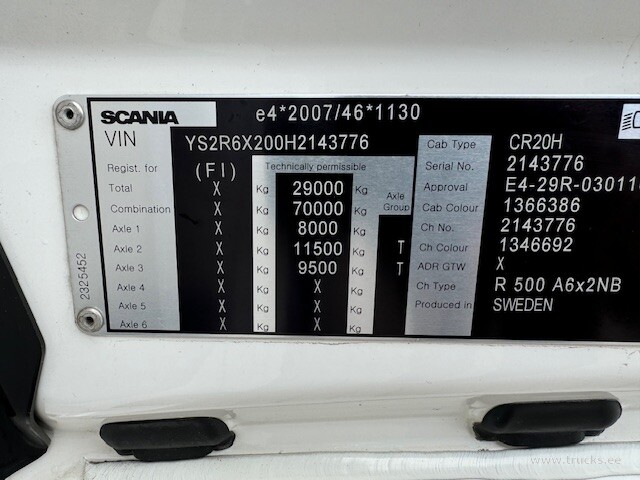 SCANIA e4*2007/46*1130
VIN YS2R6X200H2143776
Regist. for (FI) Technically permissible
Total X Kg 29000 Kg Axle Group
Combination X Kg 70000 Kg
Axle 1 X Kg 8000 Kg
Axle 2 X Kg 11500 Kg T
Axle 3 X Kg 9500 Kg T
Axle 4 X Kg X Kg
Axle 5 X Kg X Kg
Axle 6 X Kg X Kg
Cab Type CR20H
Serial No. 2143776
Approval E4-29R-03011
Cab Colour 1366386
Ch No. 2143776
Ch Colour 1346692
ADR GTW X
Ch Type R 500 A6x2NB
Produced in SWEDEN
2325452
www.trucks.ee